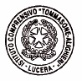 ISTITUTO COMPRENSIVO "TOMMASONE-ALIGHIERI"
- LUCERA -